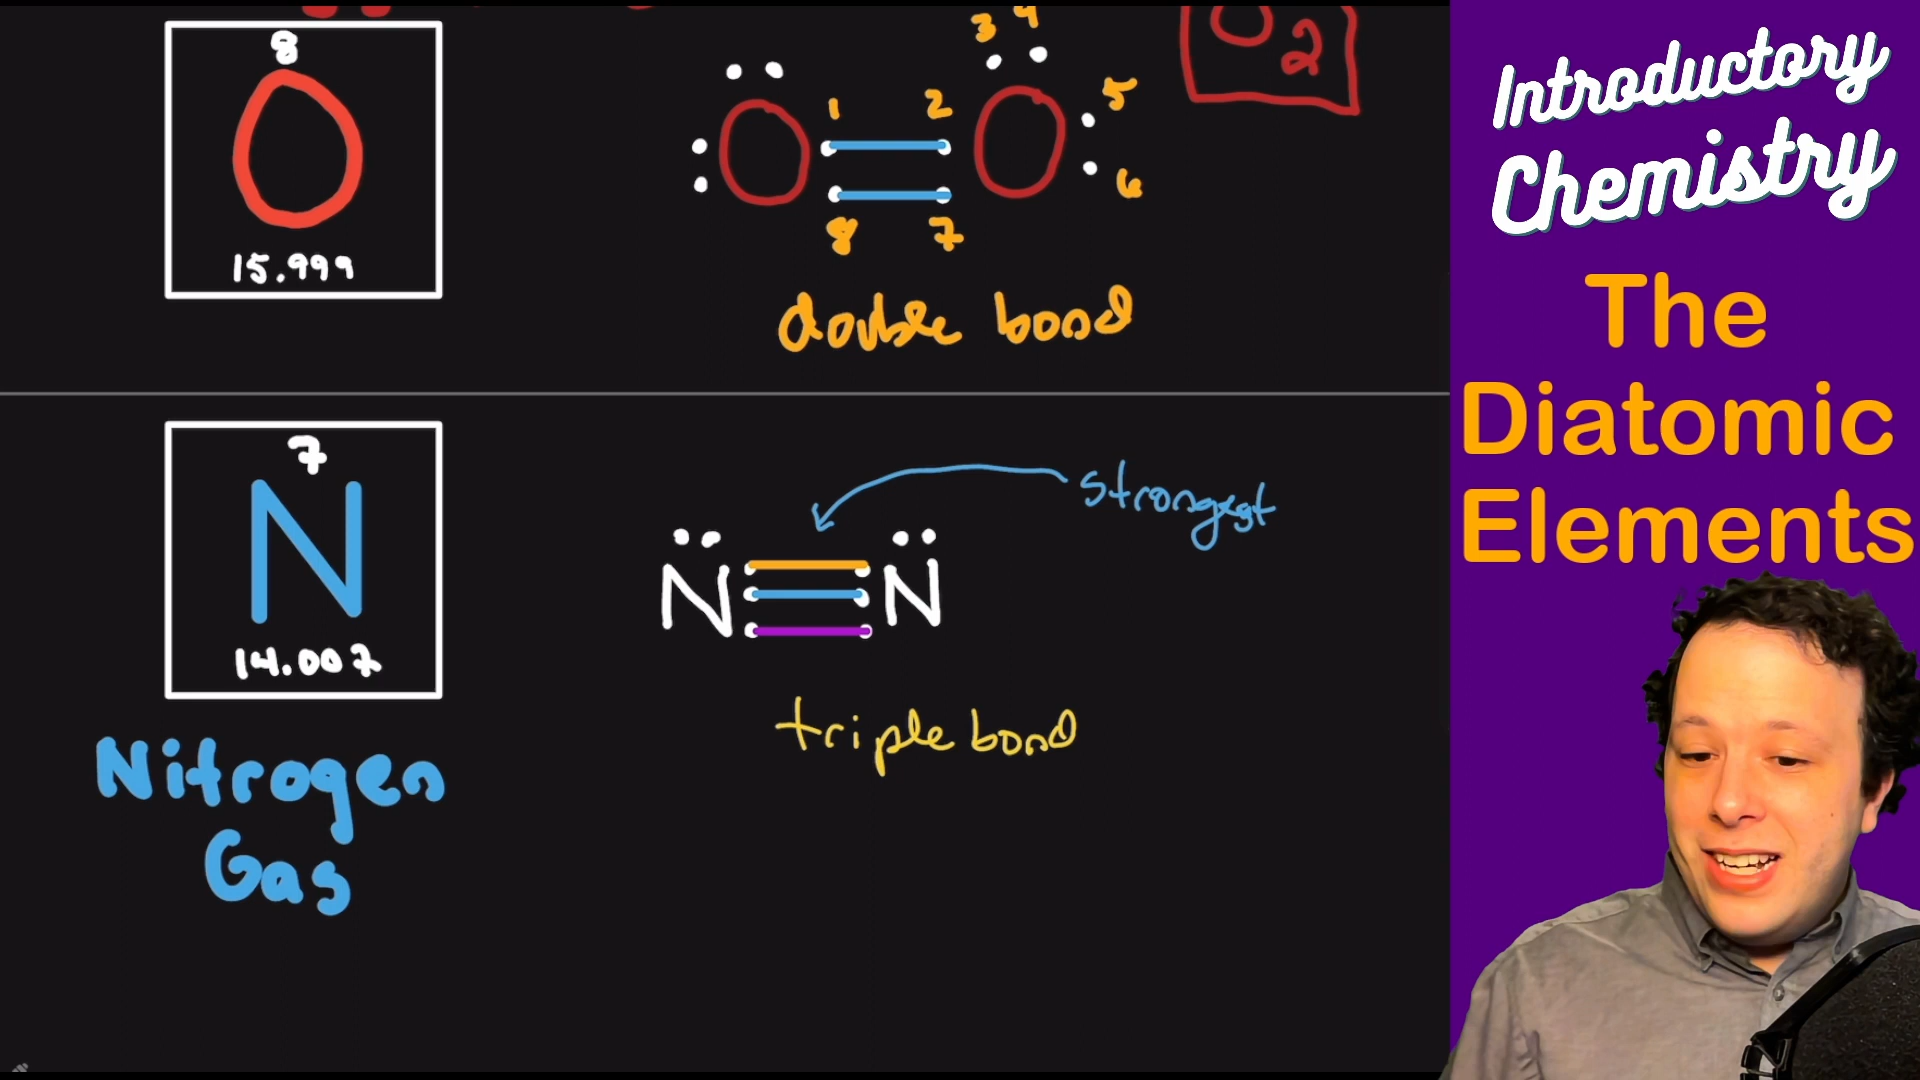 8
O
15.999
O
O
1
2
3
4
5
6
7
8
double bond
O2
7
N
14.007
Nitrogen
Gas
N N
strongest
triple bond
Introductory
Chemistry
The
Diatomic
Elements